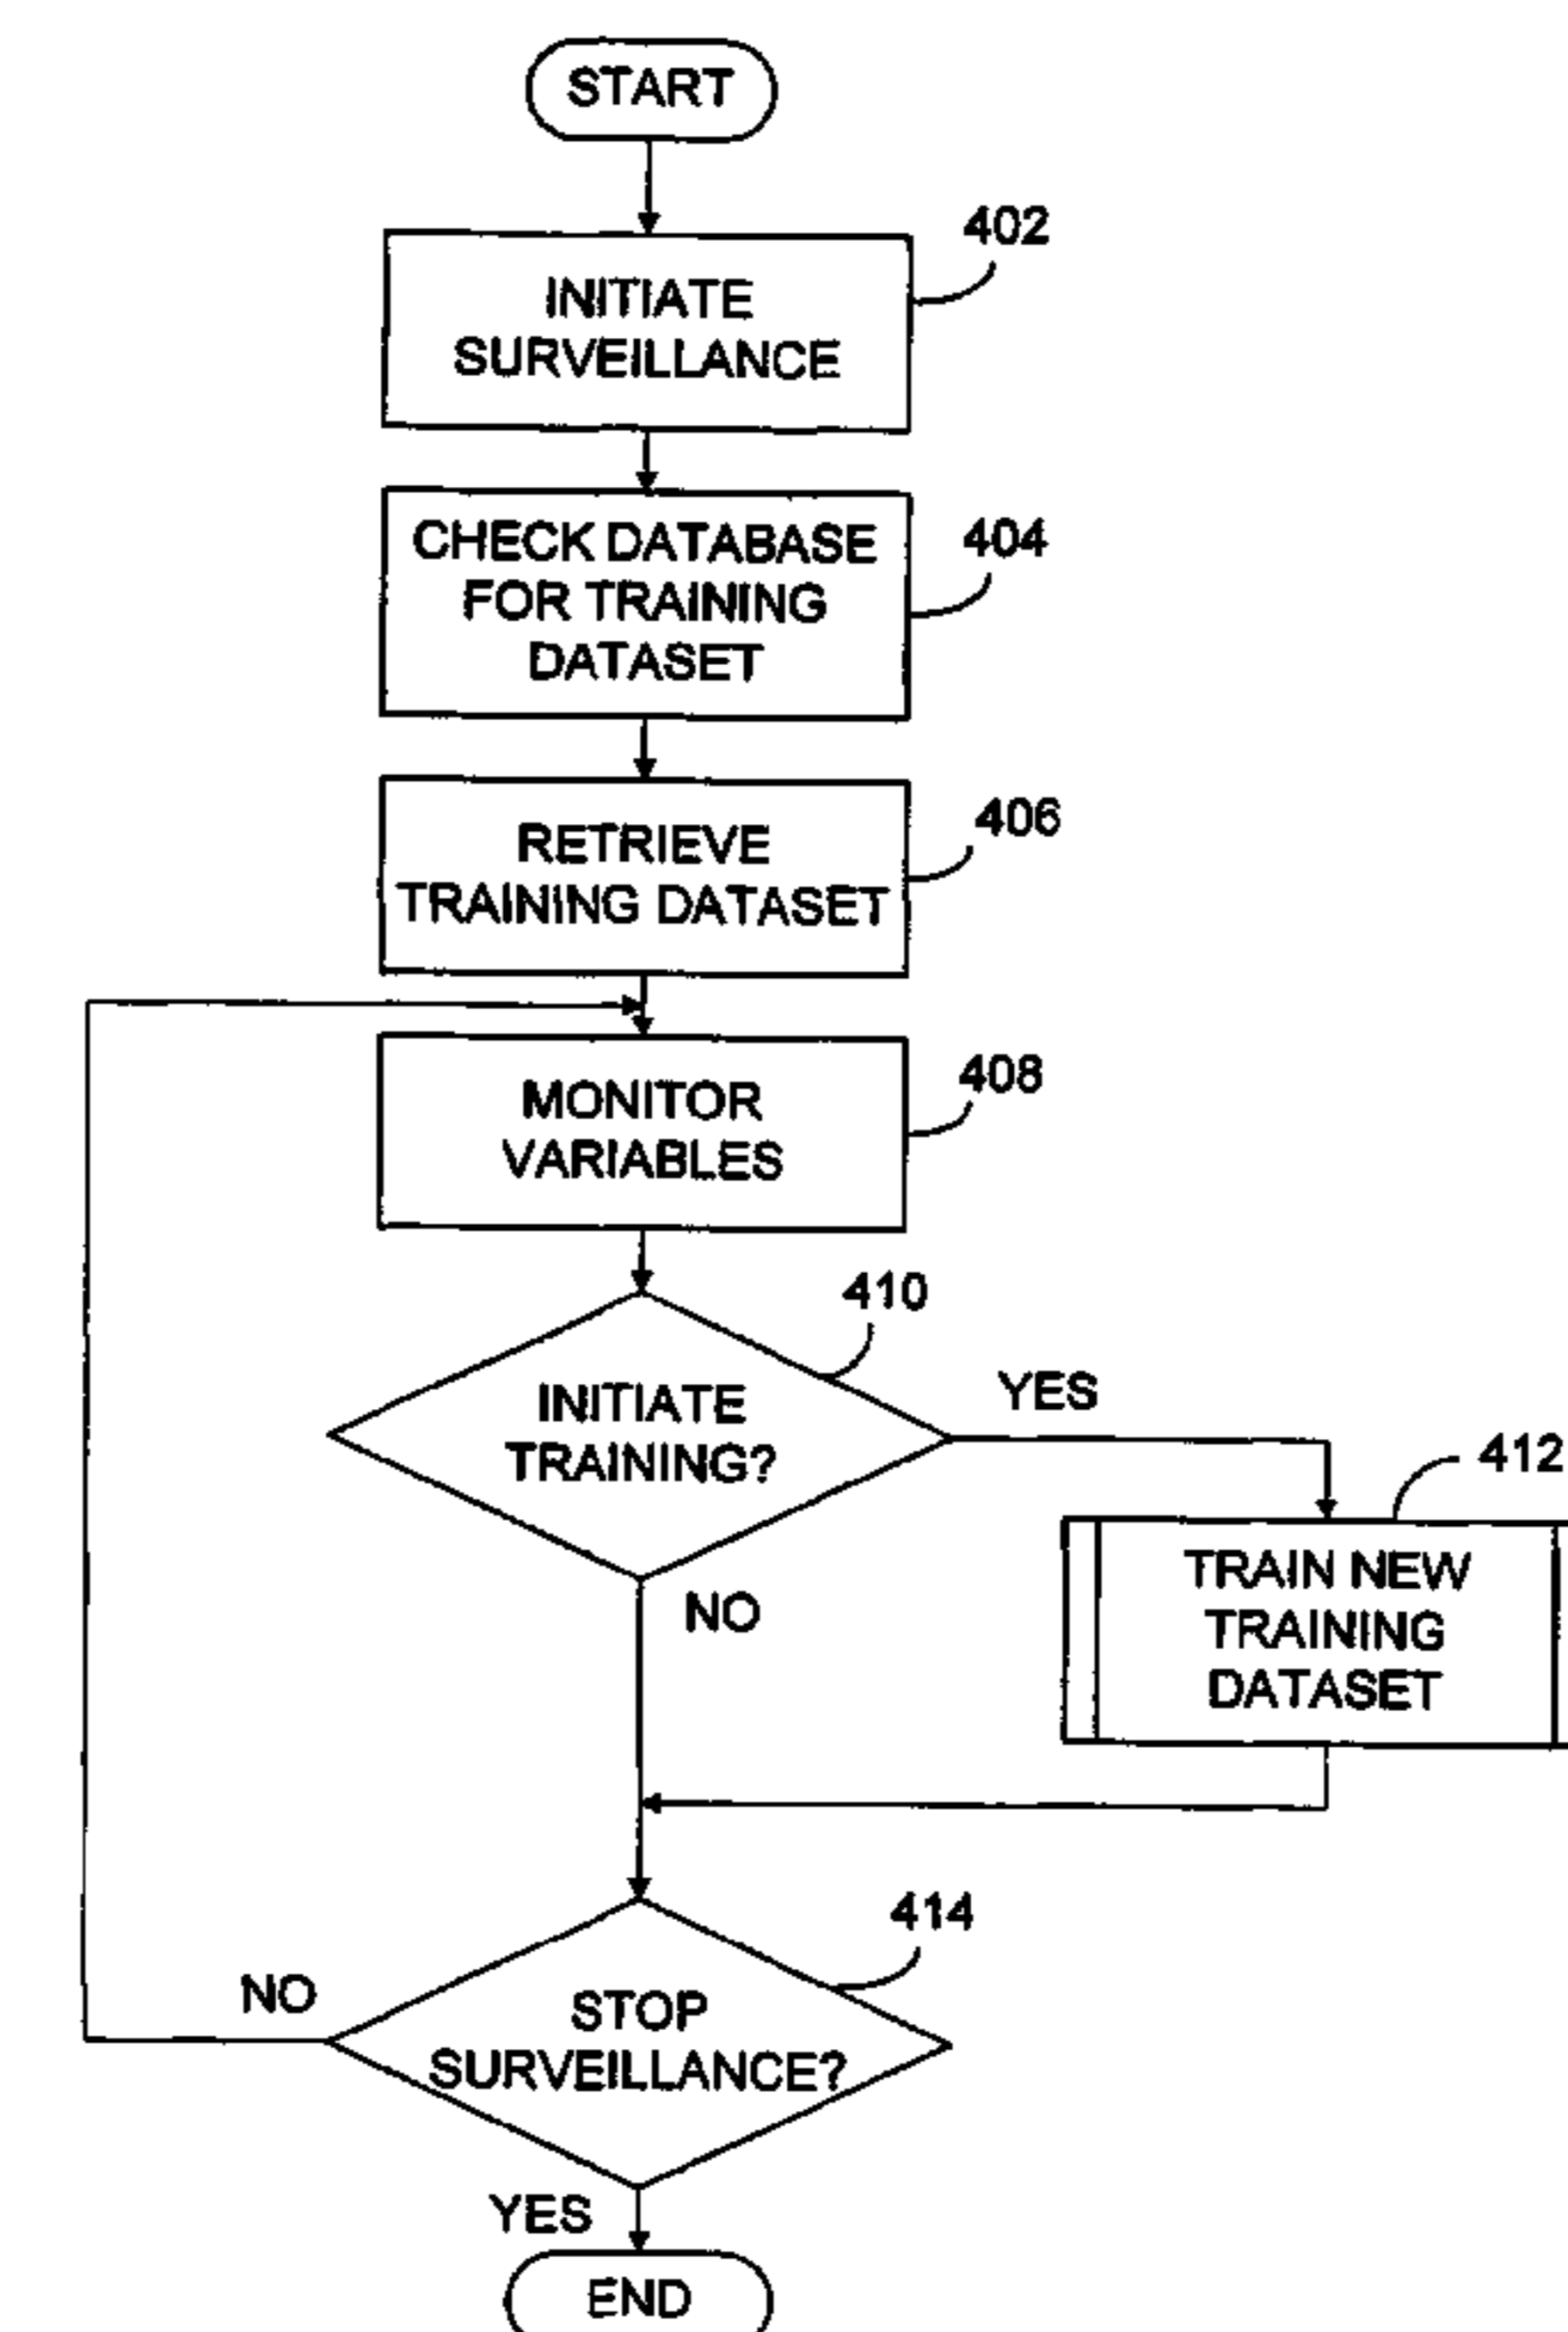 START
402
INITIATE
SURVEILLANCE
404
CHECK DATABASE
FOR TRAINING
DATASET
406
RETRIEVE
TRAINING DATASET
408
MONITOR
VARIABLES
410
INITIATE
TRAINING?
YES
412
TRAIN NEW
TRAINING
DATASET
NO
414
STOP
SURVEILLANCE?
NO
YES
END